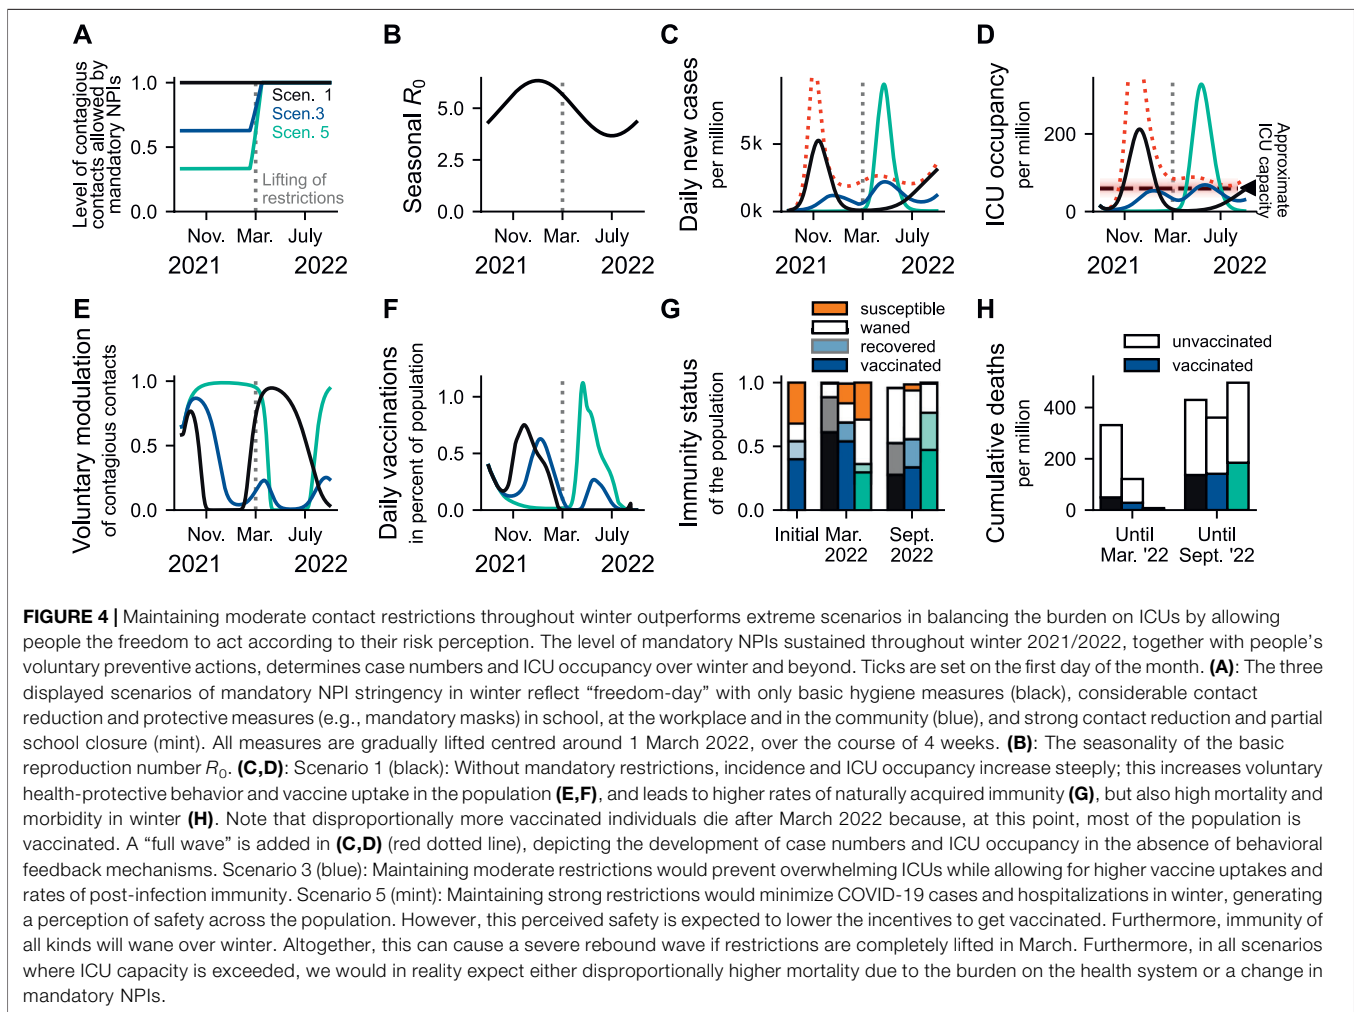 A
Level of contagious
contacts allowed by
mandatory NPIs
1.0
0.5
0.0
Scen. 1
Scen.3
Scen. 5
Lifting of
restrictions
Nov. Mar. July
2021 2022
B
Seasonal R0
5.0
2.5
0.0
Nov. Mar. July
2021 2022
C
Daily new cases
per million
5k
0k
Nov. Mar. July
2021 2022
D
ICU occupancy
per million
200
0
Approximate
ICU capacity
Nov. Mar. July
2021 2022
E
Voluntary modulation
of contagious contacts
1.0
0.5
0.0
Nov. Mar. July
2021 2022
F
Daily vaccinations
in percent of population
1.0
0.5
0.0
Nov. Mar. July
2021 2022
G
susceptible
waned
recovered
vaccinated
Immunity status
of the population
1.0
0.5
0.0
Initial Mar. Sept.
2022 2022
H
unvaccinated
vaccinated
Cumulative deaths
per million
400
200
0
Until Until
Mar. '22 Sept. '22
FIGURE 4 | Maintaining moderate contact restrictions throughout winter outperforms extreme scenarios in balancing the burden on ICUs by allowing
people the freedom to act according to their risk perception. The level of mandatory NPIs sustained throughout winter 2021/2022, together with people's
voluntary preventive actions, determines case numbers and ICU occupancy over winter and beyond. Ticks are set on the first day of the month. (A): The three
displayed scenarios of mandatory NPI stringency in winter reflect "freedom-day" with only basic hygiene measures (black), considerable contact
reduction and protective measures (e.g., mandatory masks) in school, at the workplace and in the community (blue), and strong contact reduction and partial
school closure (mint). All measures are gradually lifted centred around 1 March 2022, over the course of 4 weeks. (B): The seasonality of the basic
reproduction number R0. (C,D): Scenario 1 (black): Without mandatory restrictions, incidence and ICU occupancy increase steeply; this increases voluntary
health-protective behavior and vaccine uptake in the population (E,F), and leads to higher rates of naturally acquired immunity (G), but also high mortality and
morbidity in winter (H). Note that disproportionally more vaccinated individuals die after March 2022 because, at this point, most of the population is
vaccinated. A "full wave" is added in (C,D) (red dotted line), depicting the development of case numbers and ICU occupancy in the absence of behavioral
feedback mechanisms. Scenario 3 (blue): Maintaining moderate restrictions would prevent overwhelming ICUs while allowing for higher vaccine uptakes and
rates of post-infection immunity. Scenario 5 (mint): Maintaining strong restrictions would minimize COVID-19 cases and hospitalizations in winter, generating
a perception of safety across the population. However, this perceived safety is expected to lower the incentives to get vaccinated. Furthermore, immunity of
all kinds will wane over winter. Altogether, this can cause a severe rebound wave if restrictions are completely lifted in March. Furthermore, in all scenarios
where ICU capacity is exceeded, we would in reality expect either disproportionally higher mortality due to the burden on the health system or a change in
mandatory NPIs.